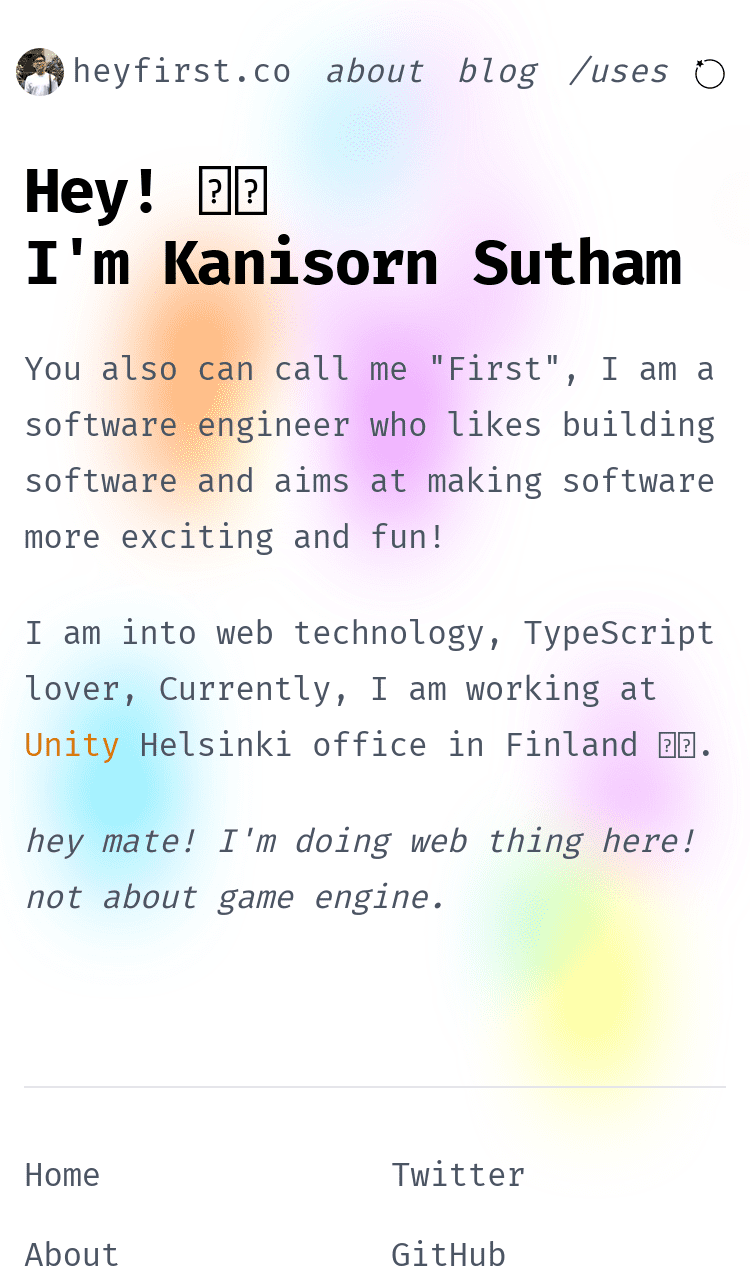 heyfirst.co about blog /uses
Hey!
I'm Kanisorn Sutham
You also can call me "First", I am a
software engineer who likes building
software and aims at making software
more exciting and fun!
I am into web technology, TypeScript
lover, Currently, I am working at
Unity Helsinki office in Finland .
hey mate! I'm doing web thing here!
not about game engine.
Home Twitter
About GitHub